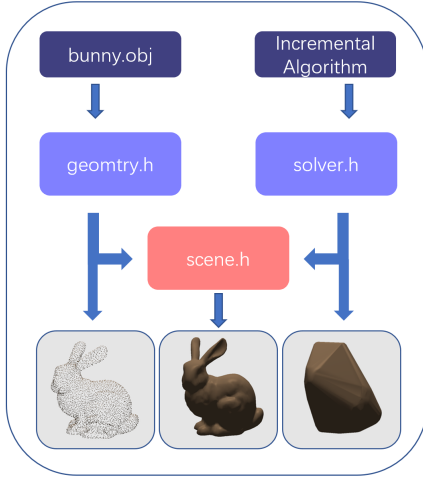 bunny.obj
Incremental
Algorithm
geomtry.h
solver.h
scene.h